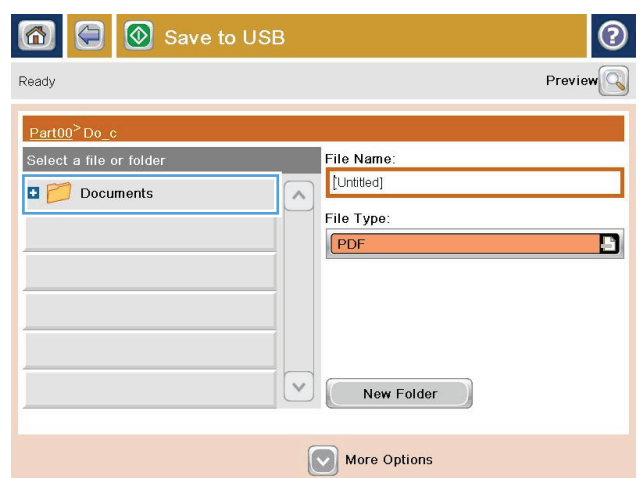 Save to USB
?
Ready
Preview
Part00>Do_c
Select a file or folder
Documents
File Name:
[Untitled]
File Type:
PDF
New Folder
More Options